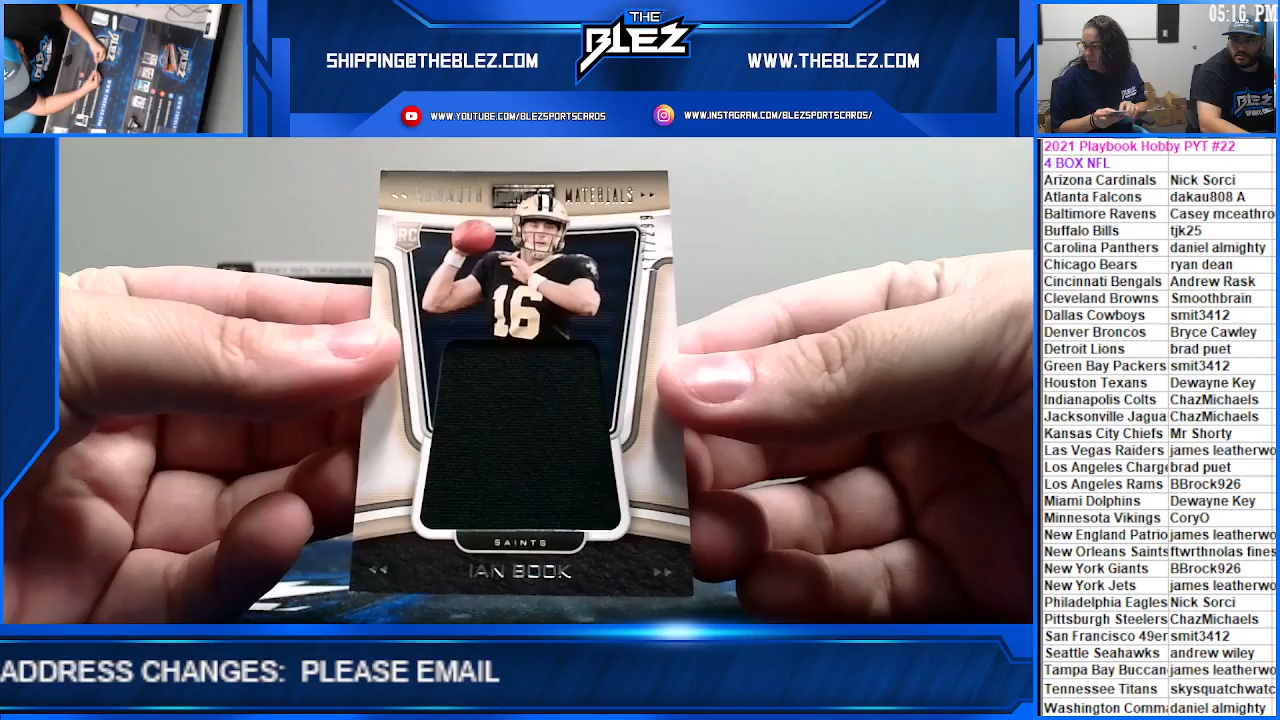 05:16 PM
THE
BLEZ
SHIPPING@THEBLEZ.COM
WWW.THEBLEZ.COM
WWW.YOUTUBE.COM/BLEZSPORTSCARDS
WWW.INSTAGRAM.COM/BLEZSPORTSCARDS/
MAMMOTH MATERIALS
RC
/299
16
SAINTS
IAN BOOK
2021 Playbook Hobby PYT #22
4 BOX NFL
Arizona Cardinals Nick Sorci
Atlanta Falcons dakau808 A
Baltimore Ravens Casey mceathro
Buffalo Bills tjk25
Carolina Panthers daniel almighty
Chicago Bears ryan dean
Cincinnati Bengals Andrew Rask
Cleveland Browns Smoothbrain
Dallas Cowboys smit3412
Denver Broncos Bryce Cawley
Detroit Lions brad puet
Green Bay Packers smit3412
Houston Texans Dewayne Key
Indianapolis Colts ChazMichaels
Jacksonville Jagua ChazMichaels
Kansas City Chiefs Mr Shorty
Las Vegas Raiders james leatherwo
Los Angeles Charge brad puet
Los Angeles Rams BBrock926
Miami Dolphins Dewayne Key
Minnesota Vikings CoryO
New England Patrio james leatherwo
New Orleans Saints ftwrthnolas fines
New York Giants BBrock926
New York Jets james leatherwo
Philadelphia Eagles Nick Sorci
Pittsburgh Steelers ChazMichaels
San Francisco 49er smit3412
Seattle Seahawks andrew wiley
Tampa Bay Buccan james leatherwo
Tennessee Titans skysquatchwatc
Washington Comma daniel almighty
ADDRESS CHANGES: PLEASE EMAIL